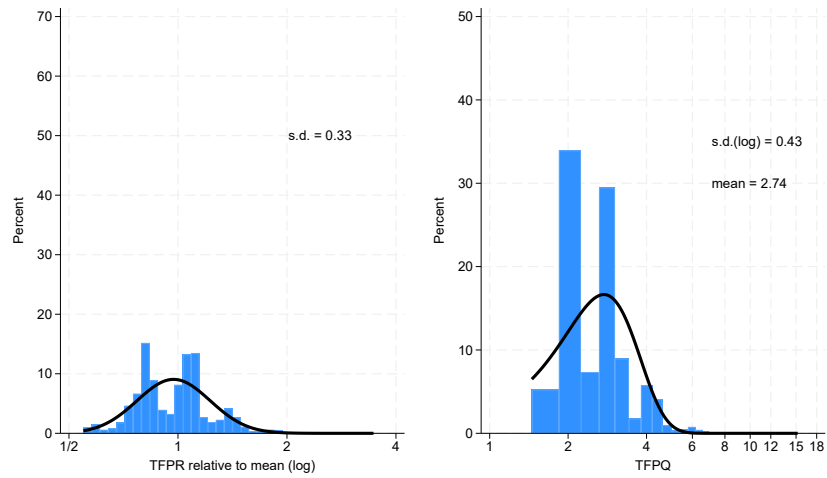 70
60
50
40
30
20
10
0
Percent
s.d. = 0.33
1/2 1 2 4
TFPR relative to mean (log)
50
40
30
20
10
0
Percent
s.d.(log) = 0.43
mean = 2.74
1 2 4 6 8 10 12 15 18
TFPQ